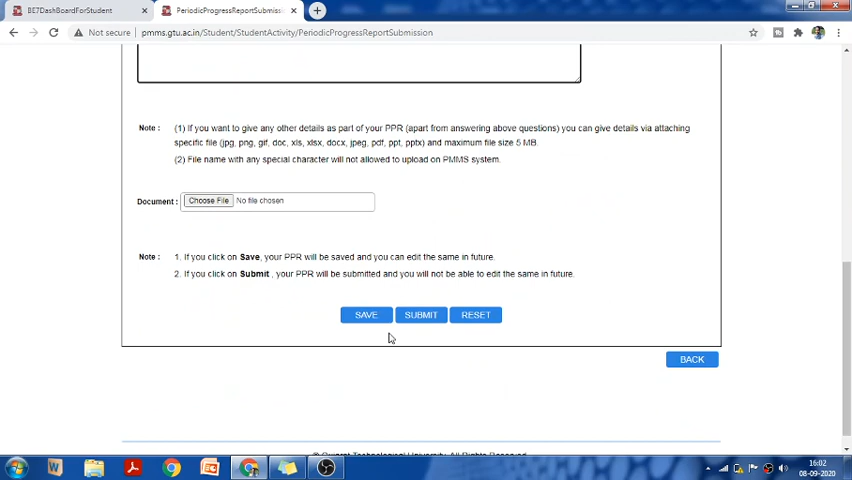 BE7DashBoardForStudent
PeriodicProgressReportSubmiss
Not secure
pmms.gtu.ac.in/Student/StudentActivity/PeriodicProgressReportSubmission
Note : (1) If you want to give any other details as part of your PPR (apart from answering above questions) you can give details via attaching
specific file (jpg, png, gif, doc, xls, xlsx, docx, jpeg, pdf, ppt, pptx) and maximum file size 5 MB.
(2) File name with any special character will not allowed to upload on PMMS system.
Document : Choose File No file chosen
Note : 1. If you click on Save, your PPR will be saved and you can edit the same in future.
2. If you click on Submit , your PPR will be submitted and you will not be able to edit the same in future.
SAVE SUBMIT RESET
BACK
16:02
08-09-2020